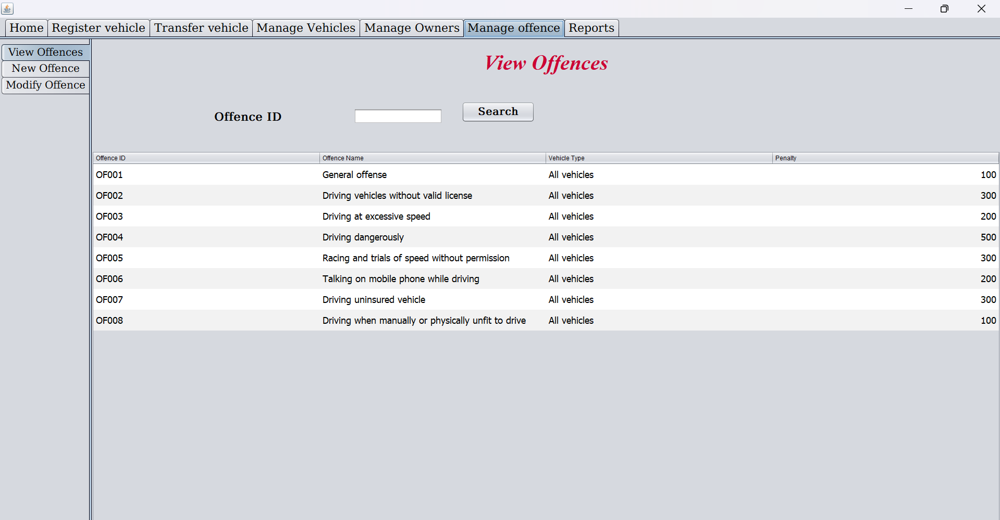 Home Register vehicle Transfer vehicle Manage Vehicles Manage Owners Manage offence Reports
View Offences
New Offence
Modify Offence
View Offences
Offence ID Search
Offence ID Offence Name Vehicle Type Penalty
OF001 General offense All vehicles 100
OF002 Driving vehicles without valid license All vehicles 300
OF003 Driving at excessive speed All vehicles 200
OF004 Driving dangerously All vehicles 500
OF005 Racing and trials of speed without permission All vehicles 300
OF006 Talking on mobile phone while driving All vehicles 200
OF007 Driving uninsured vehicle All vehicles 300
OF008 Driving when manually or physically unfit to drive All vehicles 100